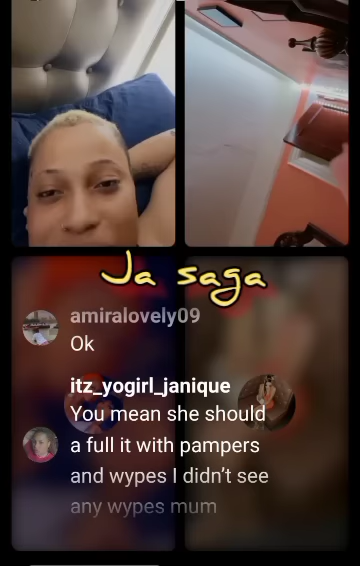 Ja saga
amiralovely09
Ok
itz_yogirl_janique
You mean she should
a full it with pampers
and wypes I didn't see
any wypes mum